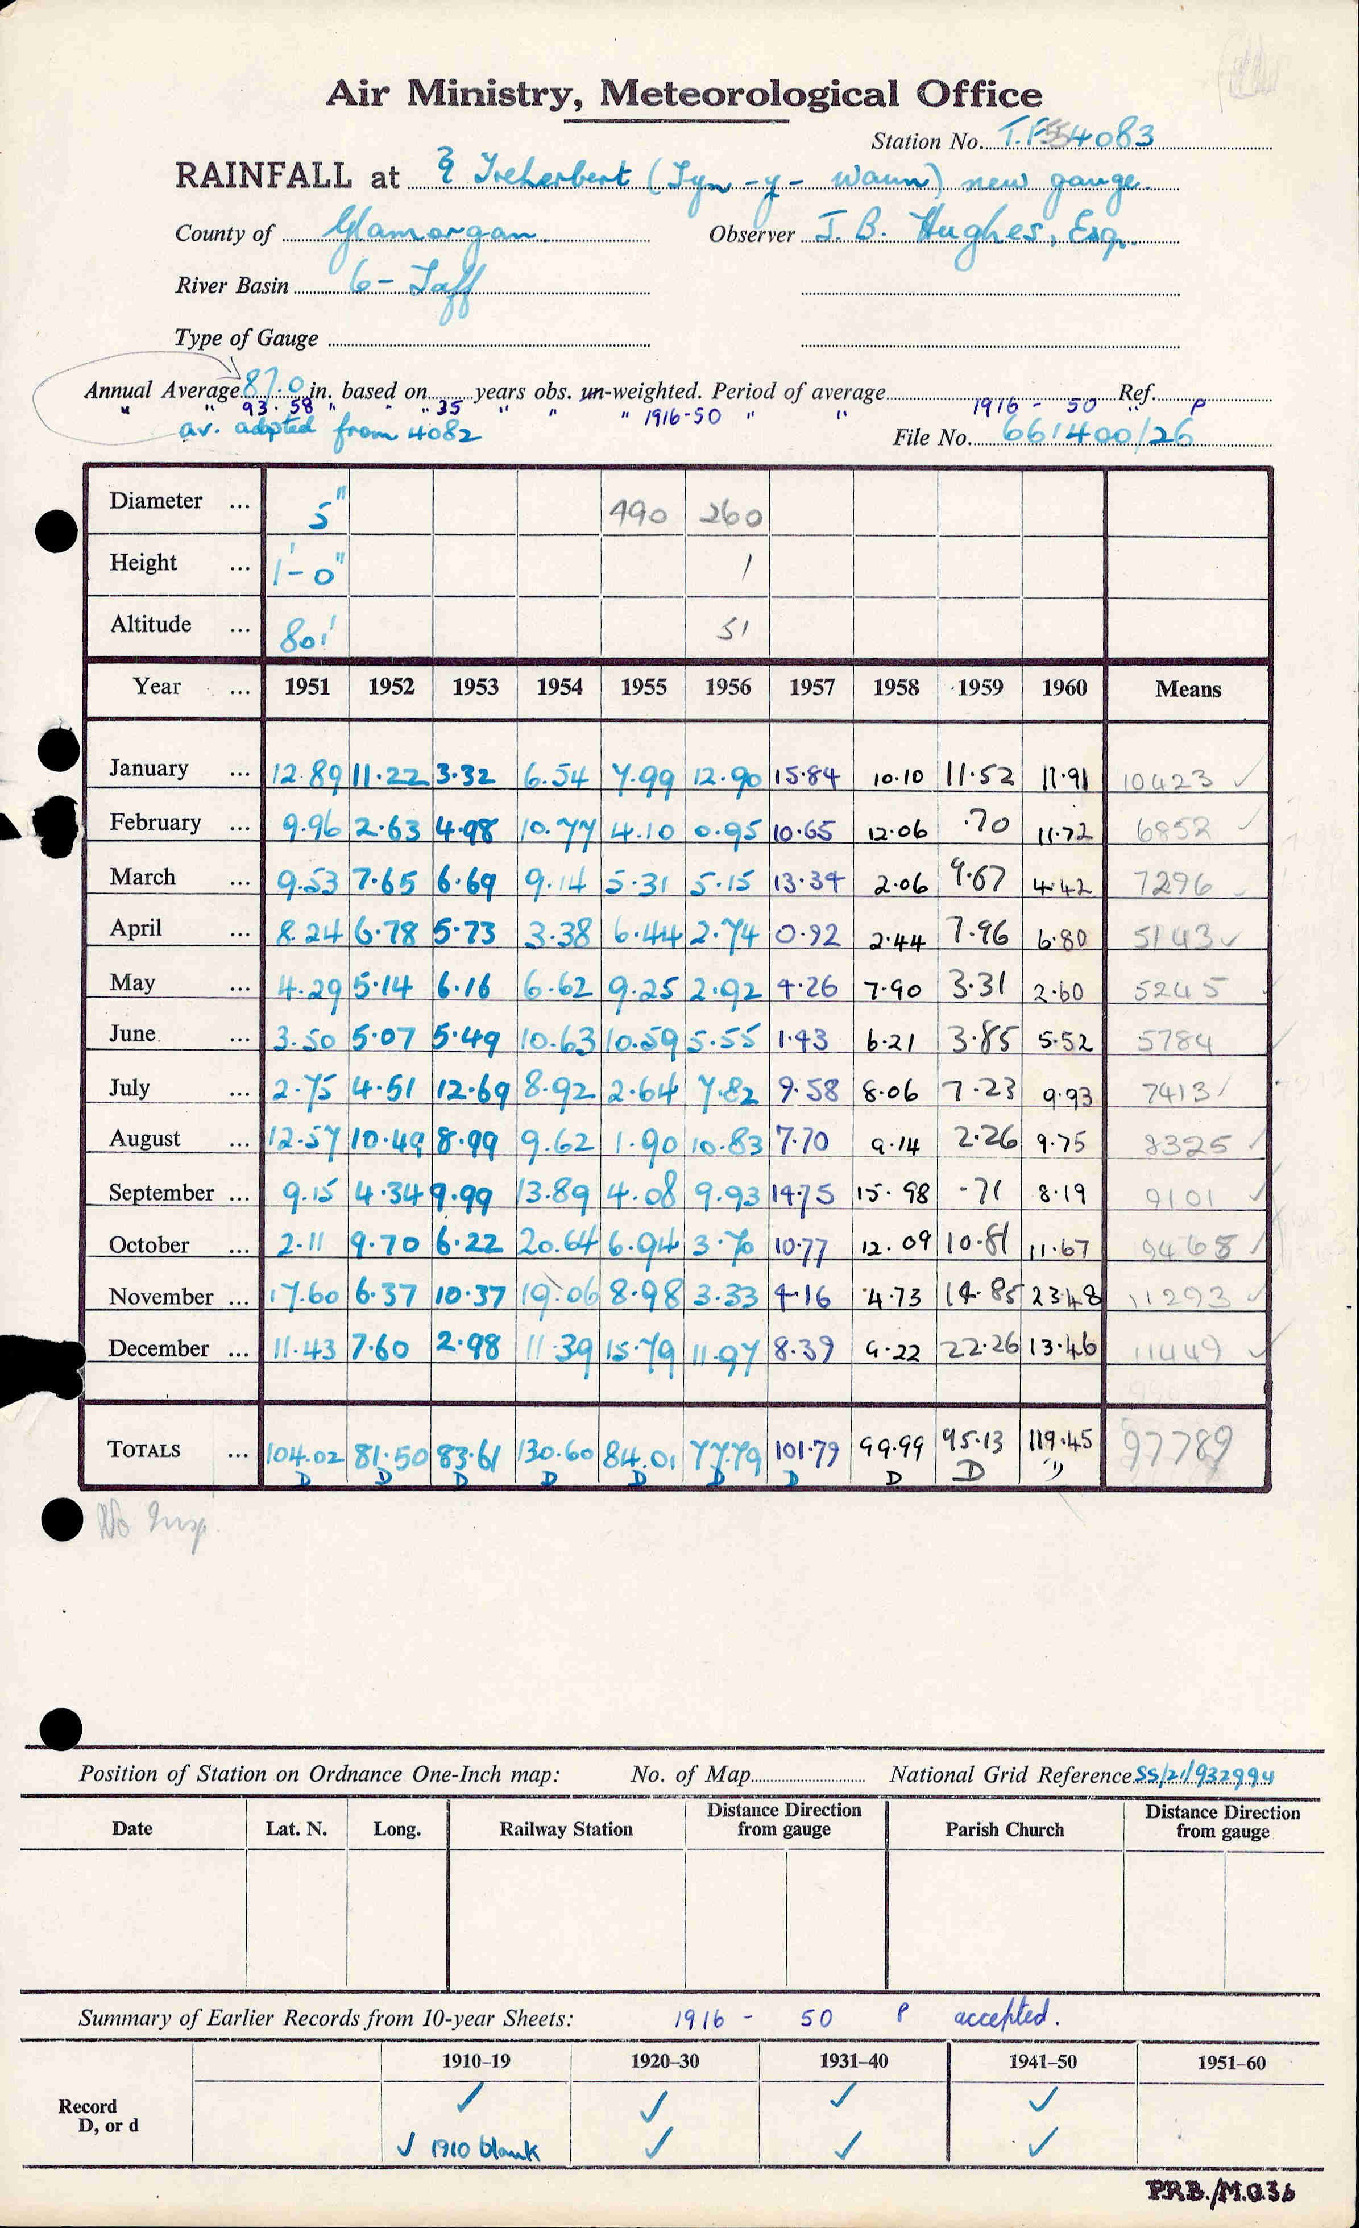 Air Ministry, Meteorological Office
Station No. T.F 4083
RAINFALL at & Treherbert (Tyn-y-waun) new gauge.
County of Glamorgan. Observer J. B. Hughes, Esq.
River Basin 6 - Taff
Type of Gauge
Annual Average 87.0 in. based on years obs. un-weighted. Period of average Ref.
" " 93.58 " " " 35 " " " 1916-50 " " 1916 - 50 " P
av. adopted from 4082 File No. 661400/26
Diameter ... 5" 490 260
Height ... 1'-0" 1
Altitude ... 801' 51
Year ... 1951 1952 1953 1954 1955 1956 1957 1958 1959 1960 Means
January ... 12.89 11.22 3.32 6.54 7.99 12.90 15.84 10.10 11.52 11.91 10423 ✓
February ... 9.96 2.63 4.98 10.77 4.10 0.95 10.65 12.06 .70 11.72 6852 ✓
March ... 9.53 7.65 6.69 9.14 5.31 5.15 13.34 2.06 9.67 4.42 7296 ✓
April ... 8.24 6.78 5.73 3.38 6.44 2.74 0.92 2.44 7.96 6.80 5143 ✓
May ... 4.29 5.14 6.16 6.62 9.25 2.92 4.26 7.90 3.31 2.60 5245
June ... 3.50 5.07 5.49 10.63 10.59 5.55 1.43 6.21 3.85 5.52 5784
July ... 2.75 4.51 12.69 8.92 2.64 7.82 9.58 8.06 7.23 9.93 7413 ✓
August ... 12.57 10.49 8.99 9.62 1.90 10.83 7.70 9.14 2.26 9.75 8325 ✓
September ... 9.15 4.34 9.99 13.89 4.08 9.93 14.75 15.98 .71 8.19 9101 ✓
October ... 2.11 9.70 6.22 20.64 6.94 3.70 10.77 12.09 10.81 11.67 9465 ✓
November ... 17.60 6.37 10.37 19.06 8.98 3.33 4.16 4.73 14.85 23.48 11293 ✓
December ... 11.43 7.60 2.98 11.39 15.79 11.97 8.39 9.22 22.26 13.46 11449 ✓
TOTALS ... 104.02 81.50 83.61 130.60 84.01 77.79 101.79 99.99 95.13 119.45 97789
D D D D D D D D D D
No Insp.
Position of Station on Ordnance One-Inch map: No. of Map National Grid Reference SS/21/932994
Date Lat. N. Long. Railway Station Distance Direction from gauge Parish Church Distance Direction from gauge
Summary of Earlier Records from 10-year Sheets: 1916 - 50 P accepted.
1910–19 1920–30 1931–40 1941–50 1951–60
Record ✓ ✓ ✓ ✓
D, or d ✓ 1910 blank ✓ ✓ ✓
P.R.B./M.O.36